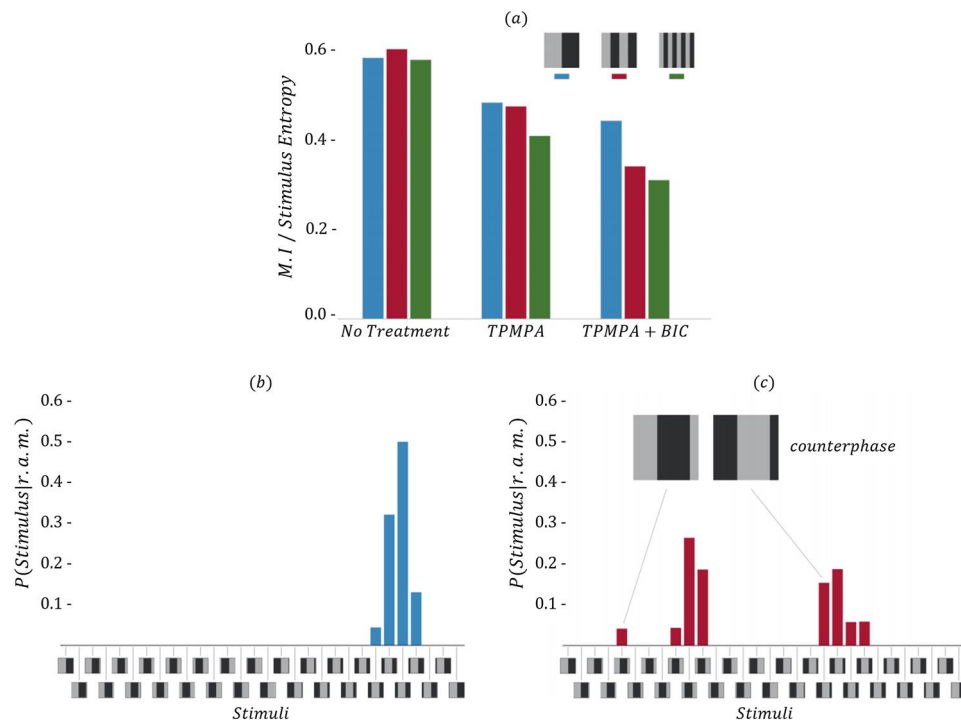 (a)
M.I / Stimulus Entropy
0.6 -
0.4 -
0.2 -
0.0 -
No Treatment
TPMPA
TPMPA + BIC
(b)
P(Stimulus|r.a.m.)
0.6 -
0.5 -
0.4 -
0.3 -
0.2 -
0.1 -
Stimuli
(c)
P(Stimulus|r.a.m.)
0.6 -
0.5 -
0.4 -
0.3 -
0.2 -
0.1 -
counterphase
Stimuli